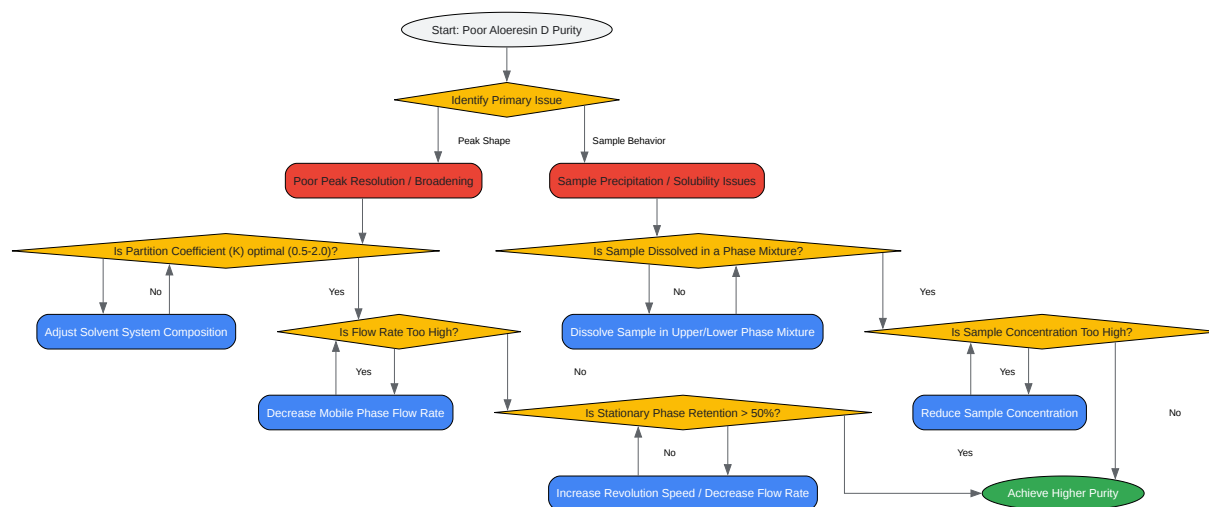 Start: Poor Aloeresin D Purity
Identify Primary Issue
Peak Shape
Sample Behavior
Poor Peak Resolution / Broadening
Sample Precipitation / Solubility Issues
Is Partition Coefficient (K) optimal (0.5-2.0)?
Is Sample Dissolved in a Phase Mixture?
No
Yes
No
Yes
Adjust Solvent System Composition
Is Flow Rate Too High?
Dissolve Sample in Upper/Lower Phase Mixture
Is Sample Concentration Too High?
Yes
No
Yes
Decrease Mobile Phase Flow Rate
Is Stationary Phase Retention > 50%?
Reduce Sample Concentration
No
No
Yes
Increase Revolution Speed / Decrease Flow Rate
Achieve Higher Purity